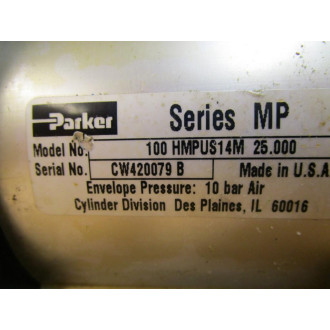 Parker Series MP
Model No. 100 HMPUS14M 25.000
Serial No. CW420079 B Made in U.S.A
Envelope Pressure: 10 bar Air
Cylinder Division Des Plaines, IL 60016